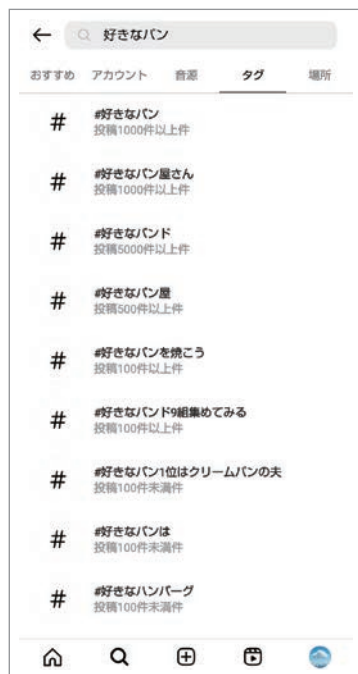 好きなパン
おすすめ アカウント 音源 タグ 場所
# #好きなパン
投稿1000件以上件
# #好きなパン屋さん
投稿1000件以上件
# #好きなバンド
投稿5000件以上件
# #好きなパン屋
投稿500件以上件
# #好きなパンを焼こう
投稿100件以上件
# #好きなバンド9組集めてみる
投稿100件以上件
# #好きなパン1位はクリームパンの夫
投稿100件未満件
# #好きなパンは
投稿100件未満件
# #好きなハンバーグ
投稿100件未満件